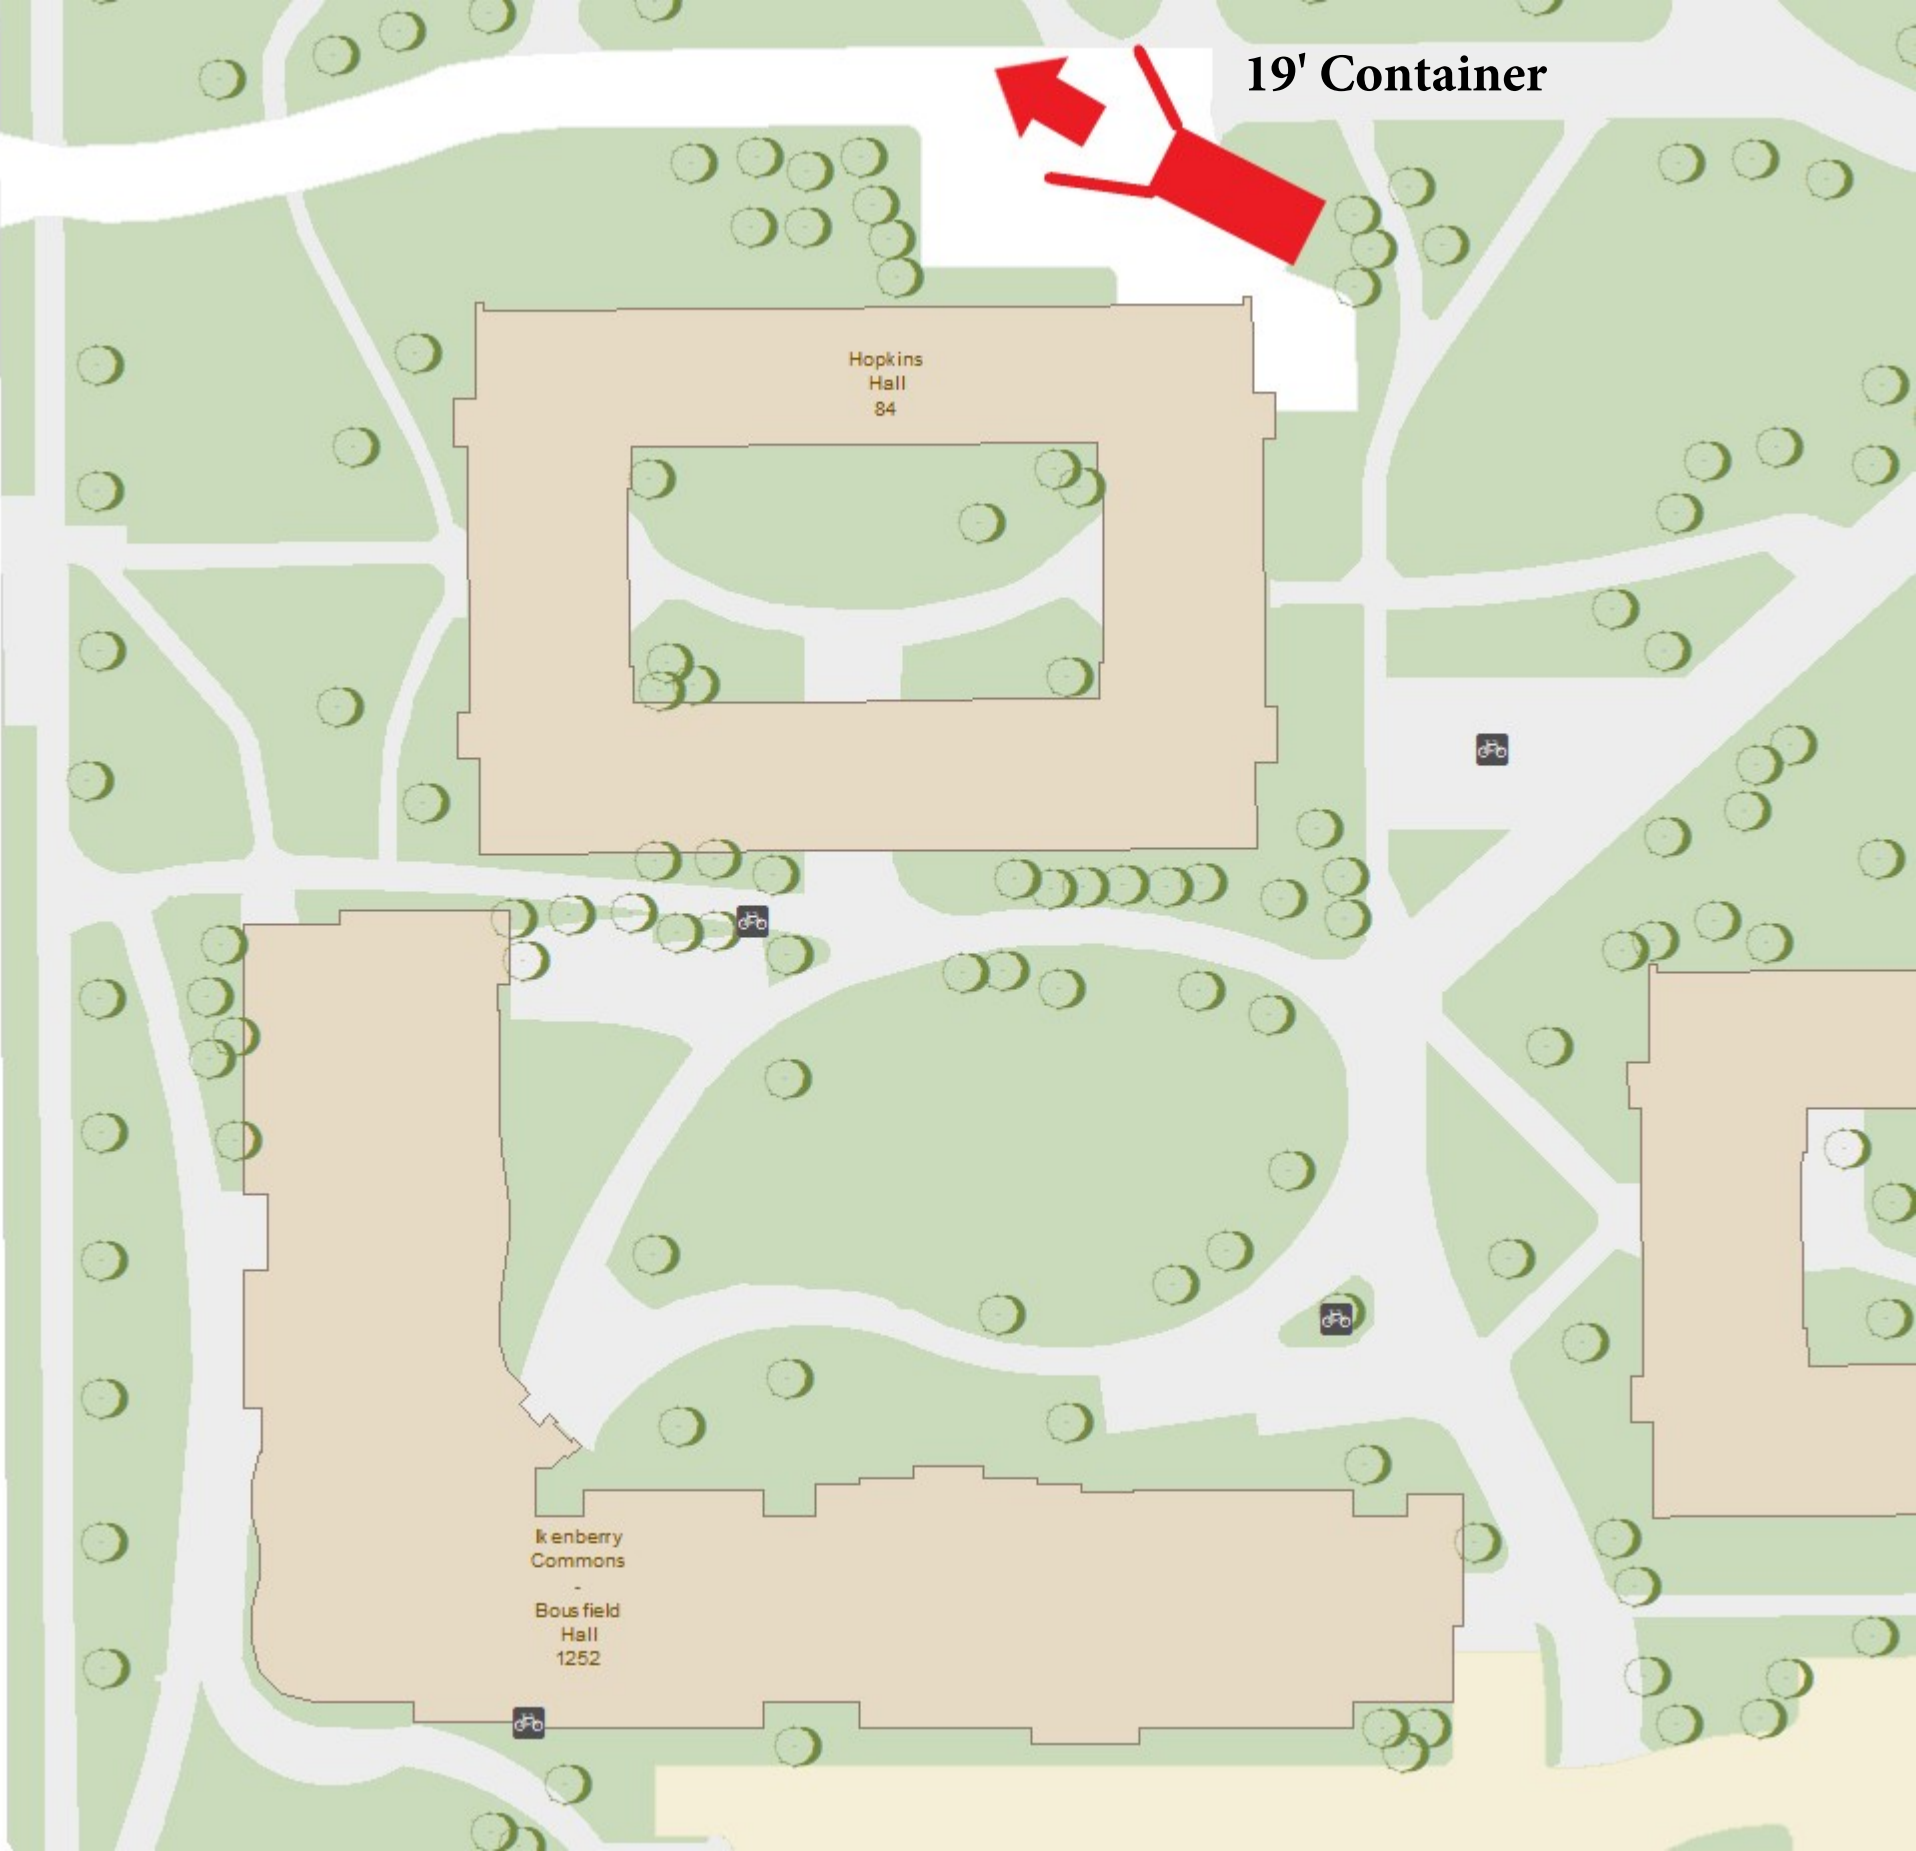 19' Container
Hopkins
Hall
84
Ikenberry
Commons
-
Bousfield
Hall
1252